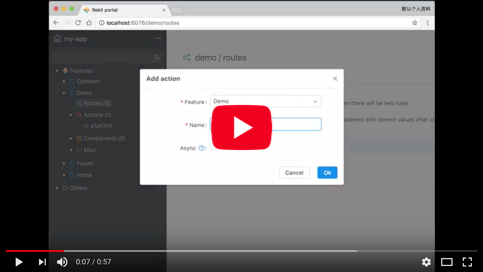 Rekit portal
默认个人资料
localhost:6076/demo/routes
my-app
demo / routes
Features
Common
Demo
Routes (0)
Actions (1)
plusOne
Components (0)
Misc
Forum
Home
Others
Add action
* Feature:
Demo
* Name:
Async
Cancel
Ok
en there will be two rules.
address with correct values after
0:07 / 0:57